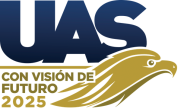 UAS
CON VISIÓN DE
FUTURO
2025